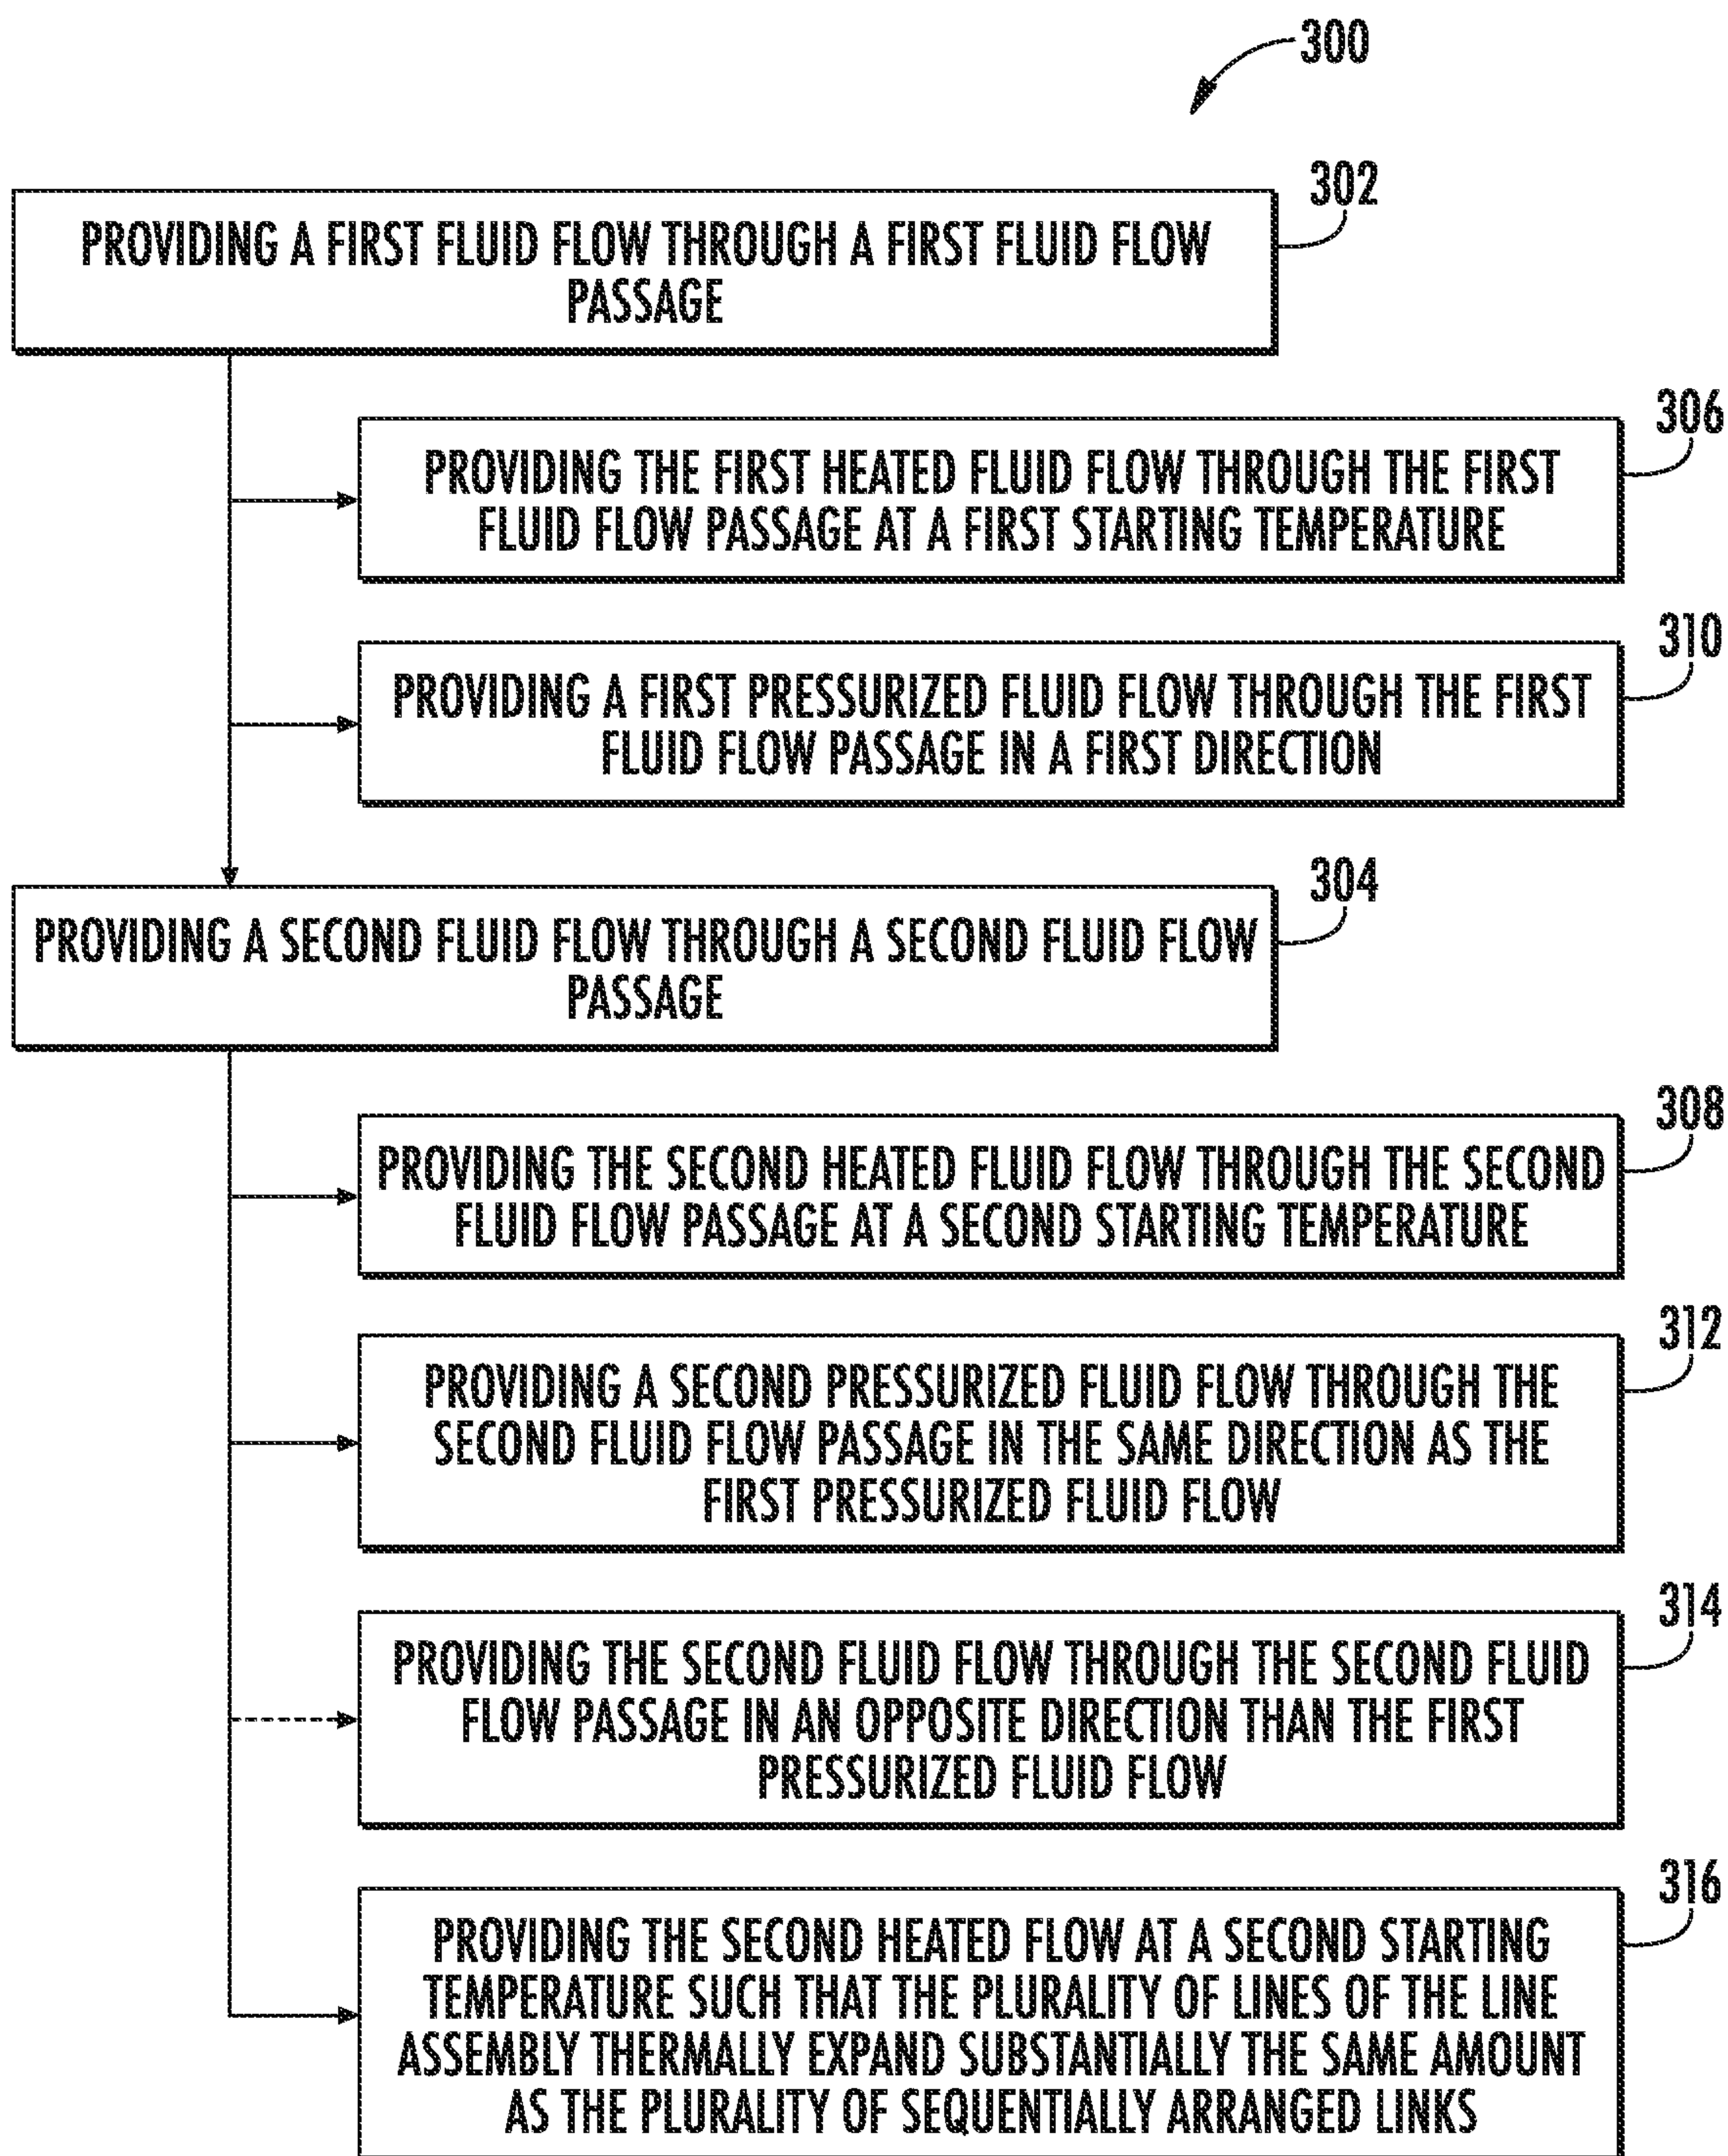 300
302
PROVIDING A FIRST FLUID FLOW THROUGH A FIRST FLUID FLOW
PASSAGE
306
PROVIDING THE FIRST HEATED FLUID FLOW THROUGH THE FIRST
FLUID FLOW PASSAGE AT A FIRST STARTING TEMPERATURE
310
PROVIDING A FIRST PRESSURIZED FLUID FLOW THROUGH THE FIRST
FLUID FLOW PASSAGE IN A FIRST DIRECTION
304
PROVIDING A SECOND FLUID FLOW THROUGH A SECOND FLUID FLOW
PASSAGE
308
PROVIDING THE SECOND HEATED FLUID FLOW THROUGH THE SECOND
FLUID FLOW PASSAGE AT A SECOND STARTING TEMPERATURE
312
PROVIDING A SECOND PRESSURIZED FLUID FLOW THROUGH THE
SECOND FLUID FLOW PASSAGE IN THE SAME DIRECTION AS THE
FIRST PRESSURIZED FLUID FLOW
314
PROVIDING THE SECOND FLUID FLOW THROUGH THE SECOND FLUID
FLOW PASSAGE IN AN OPPOSITE DIRECTION THAN THE FIRST
PRESSURIZED FLUID FLOW
316
PROVIDING THE SECOND HEATED FLOW AT A SECOND STARTING
TEMPERATURE SUCH THAT THE PLURALITY OF LINES OF THE LINE
ASSEMBLY THERMALLY EXPAND SUBSTANTIALLY THE SAME AMOUNT
AS THE PLURALITY OF SEQUENTIALLY ARRANGED LINKS